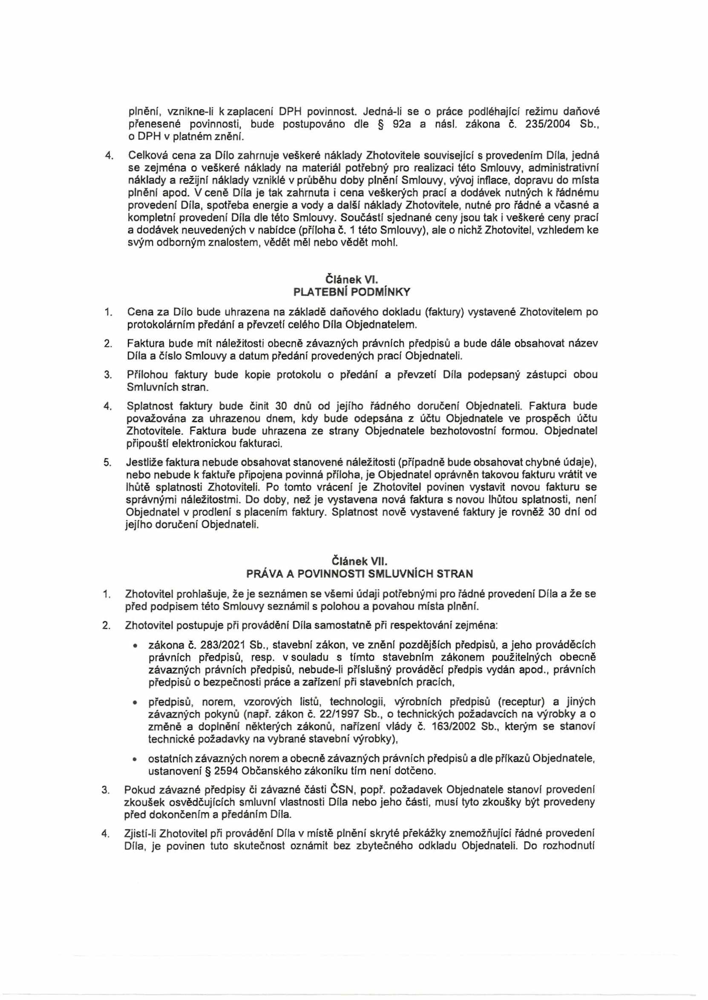 plnění, vznikne-li k zaplacení DPH povinnost. Jedná-li se o práce podléhající režimu daňové
přenesené povinnosti, bude postupováno dle § 92a a násl. zákona č. 235/2004 Sb.,
o DPH v platném znění.
4. Celková cena za Dílo zahrnuje veškeré náklady Zhotovitele související s provedením Díla, jedná
se zejména o veškeré náklady na materiál potřebný pro realizaci této Smlouvy, administrativní
náklady a režijní náklady vzniklé v průběhu doby plnění Smlouvy, vývoj inflace, dopravu do místa
plnění apod. V ceně Díla je tak zahrnuta i cena veškerých prací a dodávek nutných k řádnému
provedení Díla, spotřeba energie a vody a další náklady Zhotovitele, nutné pro řádné a včasné a
kompletní provedení Díla dle této Smlouvy. Součástí sjednané ceny jsou tak i veškeré ceny prací
a dodávek neuvedených v nabídce (příloha č. 1 této Smlouvy), ale o nichž Zhotovitel, vzhledem ke
svým odborným znalostem, vědět měl nebo vědět mohl.
Článek VI.
PLATEBNÍ PODMÍNKY
1. Cena za Dílo bude uhrazena na základě daňového dokladu (faktury) vystavené Zhotovitelem po
protokolárním předání a převzetí celého Díla Objednatelem.
2. Faktura bude mít náležitosti obecně závazných právních předpisů a bude dále obsahovat název
Díla a číslo Smlouvy a datum předání provedených prací Objednateli.
3. Přílohou faktury bude kopie protokolu o předání a převzetí Díla podepsaný zástupci obou
Smluvních stran.
4. Splatnost faktury bude činit 30 dnů od jejího řádného doručení Objednateli. Faktura bude
považována za uhrazenou dnem, kdy bude odepsána z účtu Objednatele ve prospěch účtu
Zhotovitele. Faktura bude uhrazena ze strany Objednatele bezhotovostní formou. Objednatel
připouští elektronickou fakturaci.
5. Jestliže faktura nebude obsahovat stanovené náležitosti (případně bude obsahovat chybné údaje),
nebo nebude k faktuře připojena povinná příloha, je Objednatel oprávněn takovou fakturu vrátit ve
lhůtě splatnosti Zhotoviteli. Po tomto vrácení je Zhotovitel povinen vystavit novou fakturu se
správnými náležitostmi. Do doby, než je vystavena nová faktura s novou lhůtou splatnosti, není
Objednatel v prodlení s placením faktury. Splatnost nově vystavené faktury je rovněž 30 dní od
jejího doručení Objednateli.
Článek VII.
PRÁVA A POVINNOSTI SMLUVNÍCH STRAN
1. Zhotovitel prohlašuje, že je seznámen se všemi údaji potřebnými pro řádné provedení Díla a že se
před podpisem této Smlouvy seznámil s polohou a povahou místa plnění.
2. Zhotovitel postupuje při provádění Díla samostatně při respektování zejména:
• zákona č. 283/2021 Sb., stavební zákon, ve znění pozdějších předpisů, a jeho prováděcích
právních předpisů, resp. v souladu s tímto stavebním zákonem použitelných obecně
závazných právních předpisů, nebude-li příslušný prováděcí předpis vydán apod., právních
předpisů o bezpečnosti práce a zařízení při stavebních pracích,
• předpisů, norem, vzorových listů, technologii, výrobních předpisů (receptur) a jiných
závazných pokynů (např. zákon č. 22/1997 Sb., o technických požadavcích na výrobky a o
změně a doplnění některých zákonů, nařízení vlády č. 163/2002 Sb., kterým se stanoví
technické požadavky na vybrané stavební výrobky),
• ostatních závazných norem a obecně závazných právních předpisů a dle příkazů Objednatele,
ustanovení § 2594 Občanského zákoníku tím není dotčeno.
3. Pokud závazné předpisy či závazné části ČSN, popř. požadavek Objednatele stanoví provedení
zkoušek osvědčujících smluvní vlastnosti Díla nebo jeho části, musí tyto zkoušky být provedeny
před dokončením a předáním Díla.
4. Zjistí-li Zhotovitel při provádění Díla v místě plnění skryté překážky znemožňující řádné provedení
Díla, je povinen tuto skutečnost oznámit bez zbytečného odkladu Objednateli. Do rozhodnutí